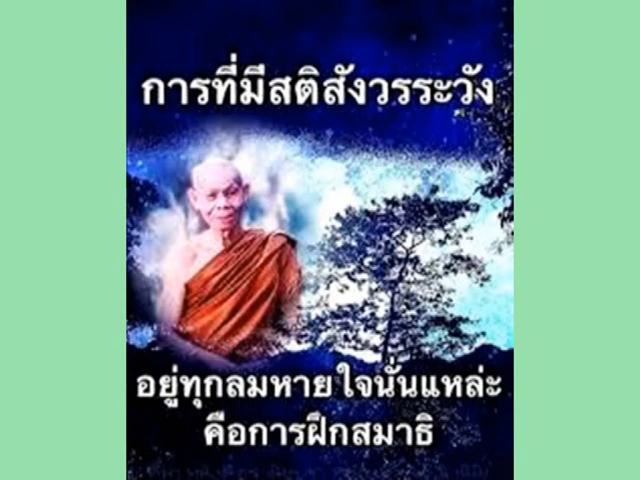 การที่มีสติสังวรระวัง
อยู่ทุกลมหายใจนั่นแหล่ะ
คือการฝึกสมาธิ